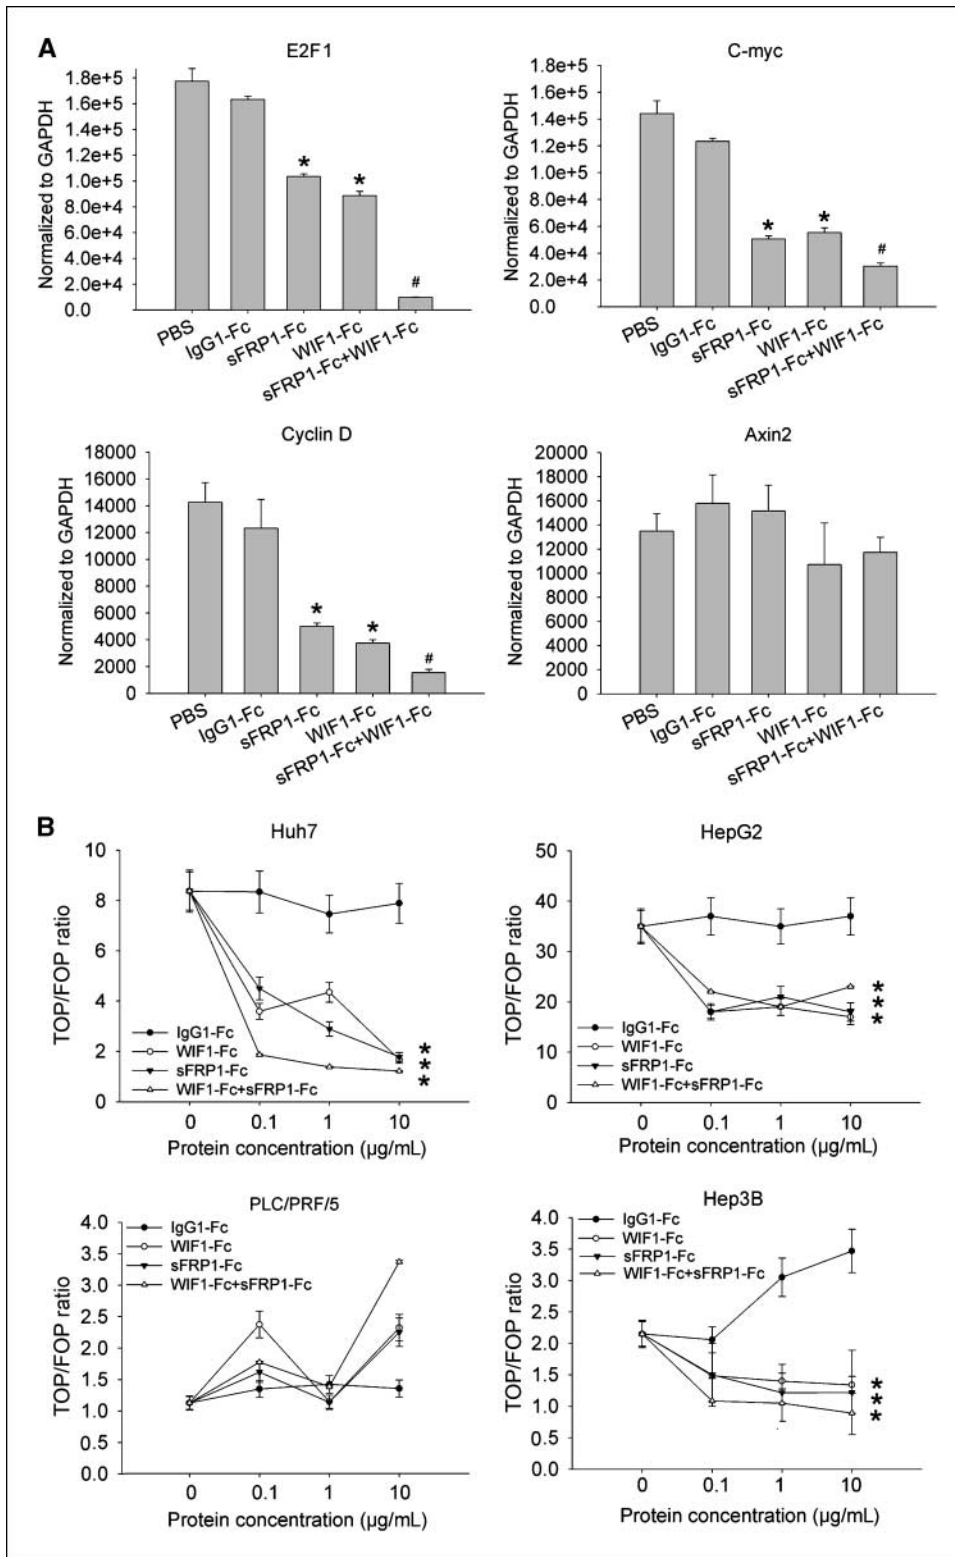 A
E2F1
Normalized to GAPDH
1.8e+5
1.6e+5
1.4e+5
1.2e+5
1.0e+5
8.0e+4
6.0e+4
4.0e+4
2.0e+4
0.0
* * #
PBS
IgG1-Fc
sFRP1-Fc
WIF1-Fc
sFRP1-Fc+WIF1-Fc
C-myc
Normalized to GAPDH
1.8e+5
1.6e+5
1.4e+5
1.2e+5
1.0e+5
8.0e+4
6.0e+4
4.0e+4
2.0e+4
0.0
* * #
PBS
IgG1-Fc
sFRP1-Fc
WIF1-Fc
sFRP1-Fc+WIF1-Fc
Cyclin D
Normalized to GAPDH
18000
16000
14000
12000
10000
8000
6000
4000
2000
0
* * #
PBS
IgG1-Fc
sFRP1-Fc
WIF1-Fc
sFRP1-Fc+WIF1-Fc
Axin2
Normalized to GAPDH
20000
18000
16000
14000
12000
10000
8000
6000
4000
2000
0
PBS
IgG1-Fc
sFRP1-Fc
WIF1-Fc
sFRP1-Fc+WIF1-Fc
B
Huh7
TOP/FOP ratio
10
8
6
4
2
0
IgG1-Fc
WIF1-Fc
sFRP1-Fc
WIF1-Fc+sFRP1-Fc
* * *
0 0.1 1 10
Protein concentration (µg/mL)
HepG2
TOP/FOP ratio
50
40
30
20
10
0
IgG1-Fc
WIF1-Fc
sFRP1-Fc
WIF1-Fc+sFRP1-Fc
* * *
0 0.1 1 10
Protein concentration (µg/mL)
PLC/PRF/5
TOP/FOP ratio
4.0
3.5
3.0
2.5
2.0
1.5
1.0
0.5
0.0
IgG1-Fc
WIF1-Fc
sFRP1-Fc
WIF1-Fc+sFRP1-Fc
0 0.1 1 10
Protein concentration (µg/mL)
Hep3B
TOP/FOP ratio
4.0
3.5
3.0
2.5
2.0
1.5
1.0
0.5
0.0
IgG1-Fc
WIF1-Fc
sFRP1-Fc
WIF1-Fc+sFRP1-Fc
* * *
0 0.1 1 10
Protein concentration (µg/mL)